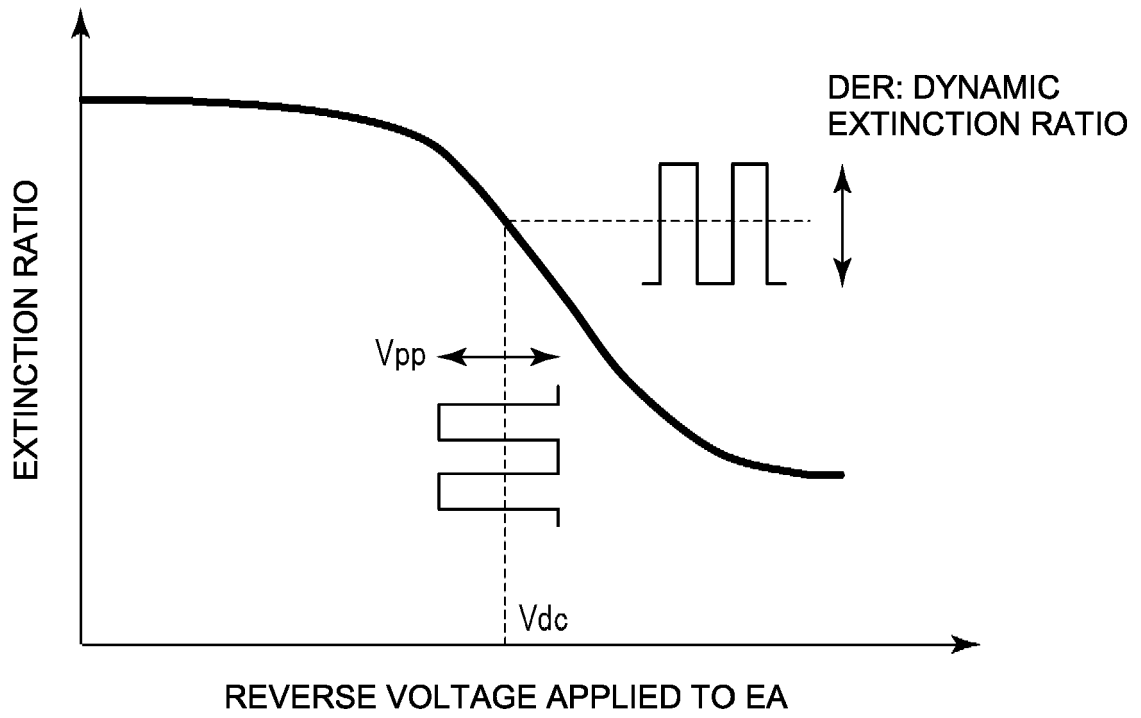 DER: DYNAMIC
EXTINCTION RATIO
EXTINCTION RATIO
Vpp
Vdc
REVERSE VOLTAGE APPLIED TO EA